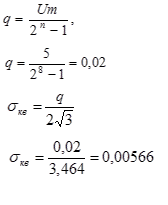 q = Um / (2^n − 1),
q = 5 / (2^8 − 1) = 0,02
σ_кв = q / (2√3)
σ_кв = 0,02 / 3,464 = 0,00566